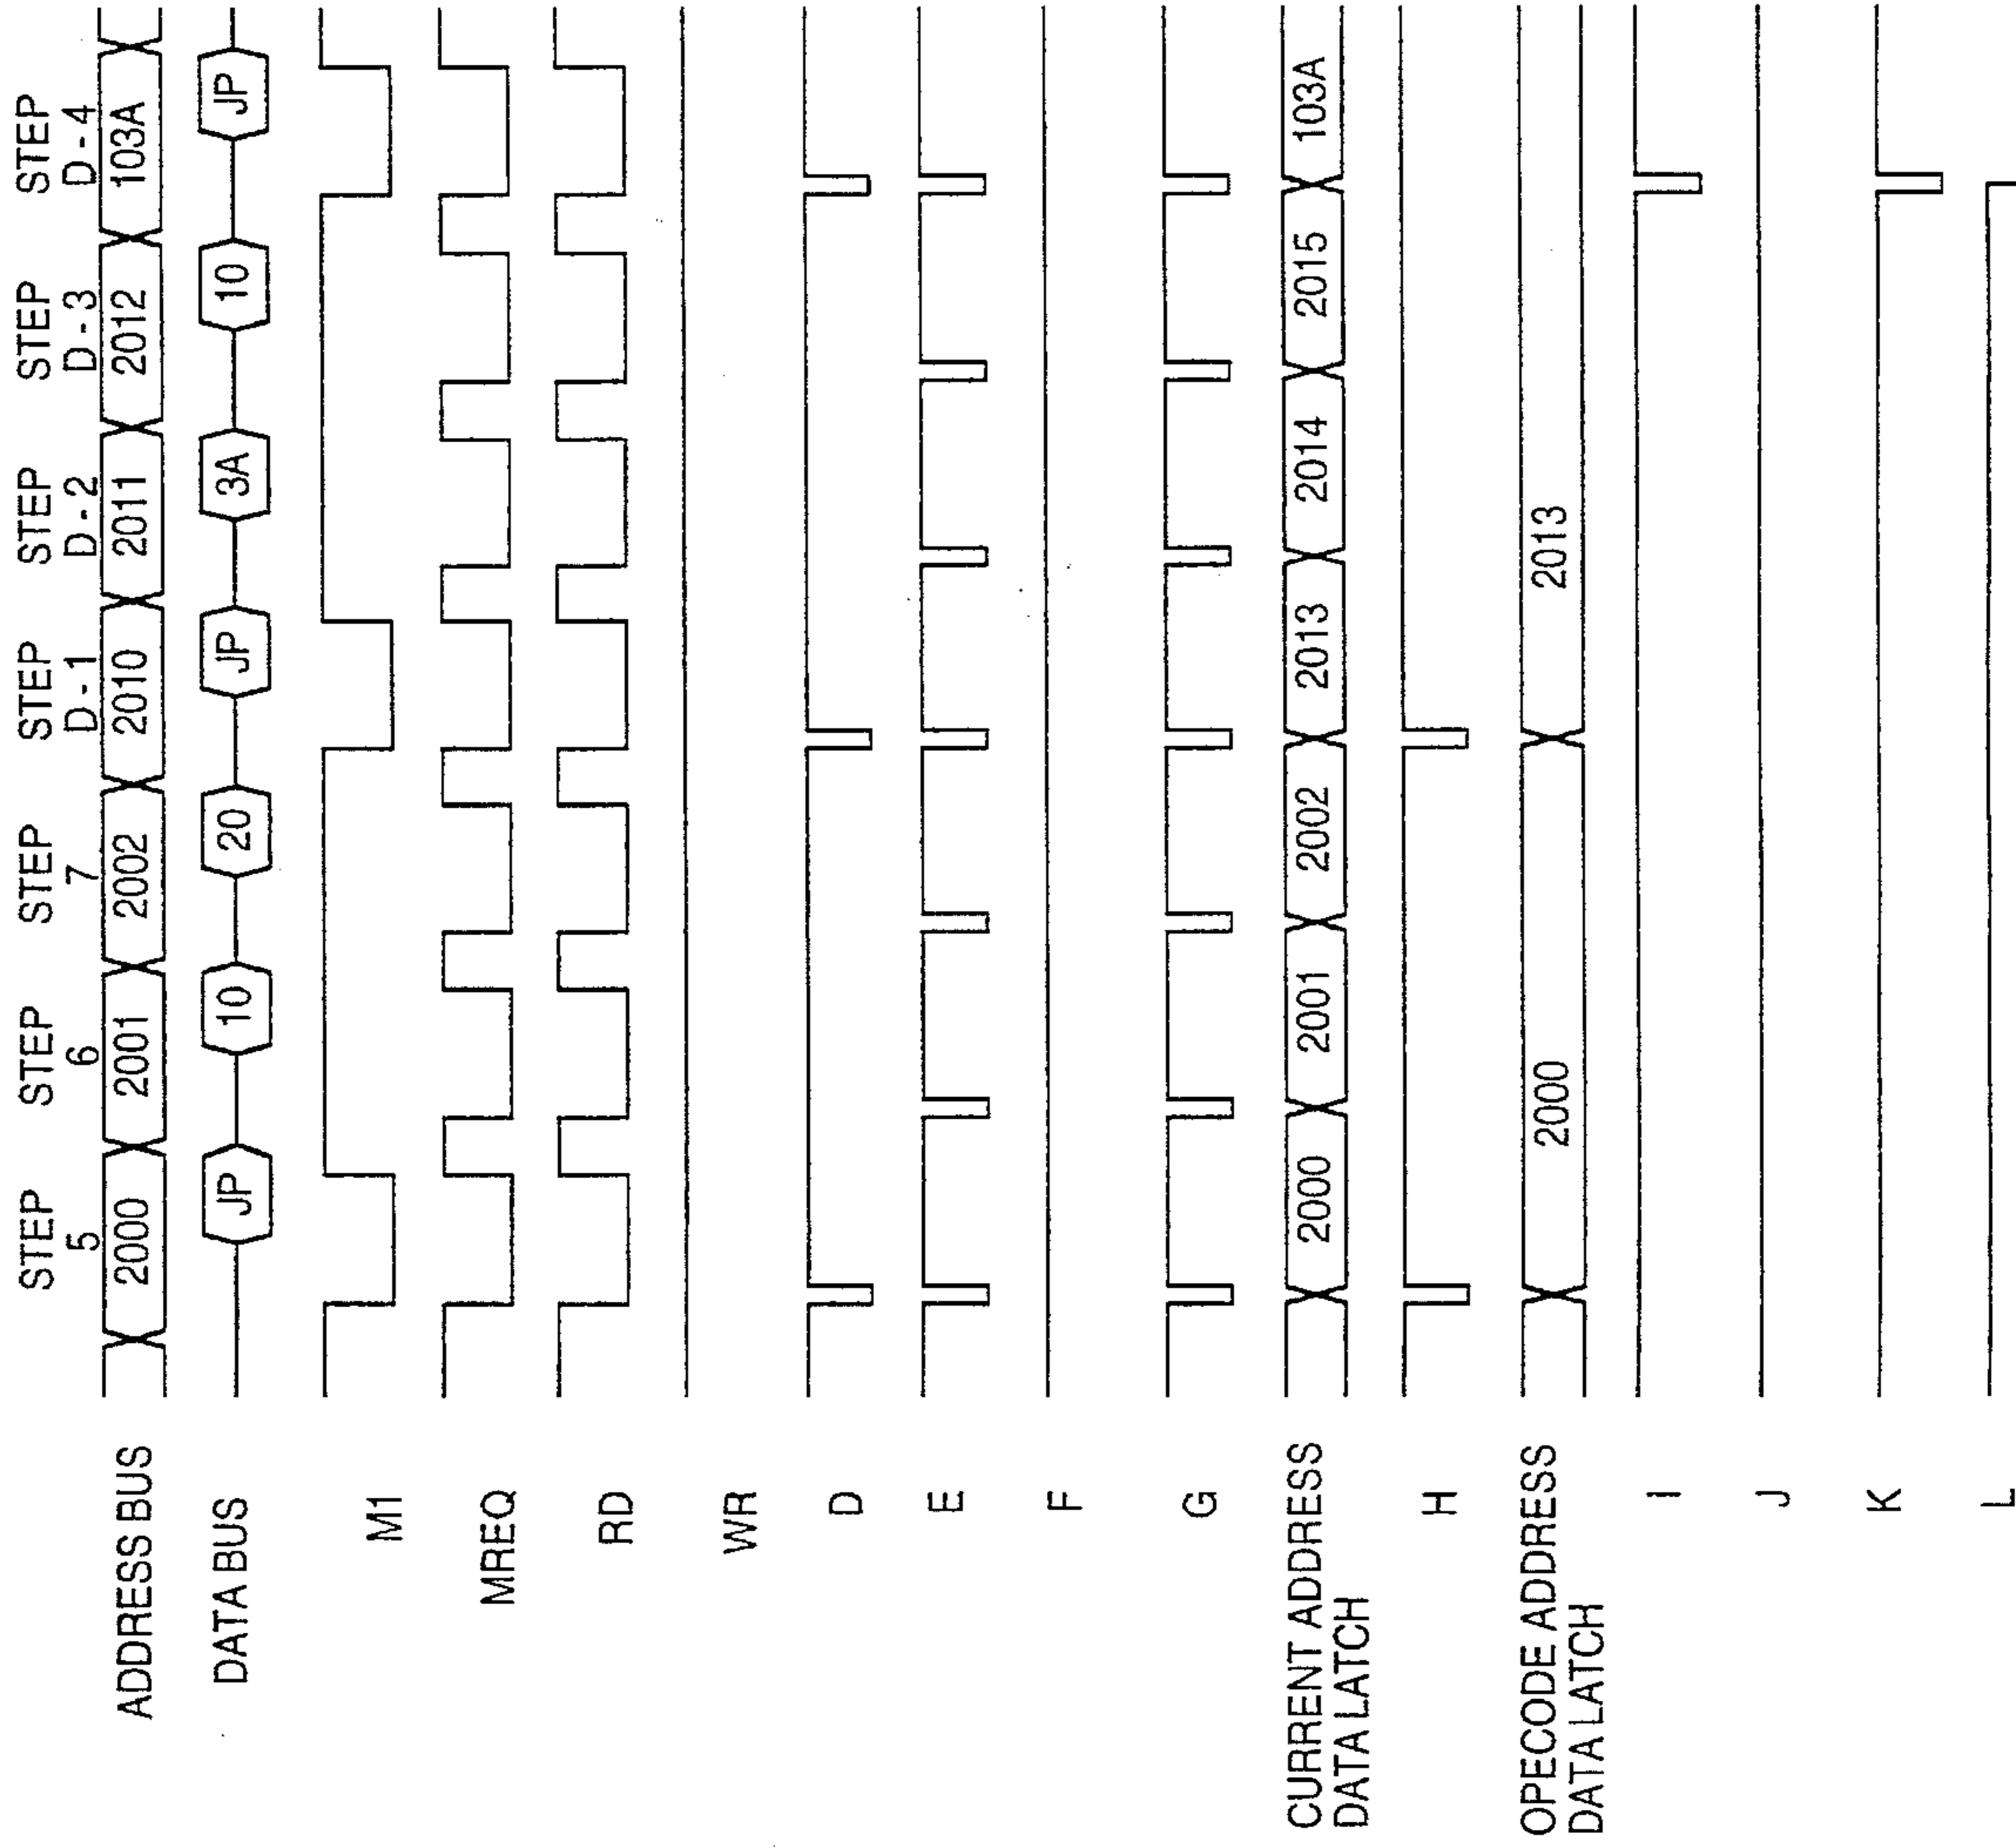 STEP 5
STEP 6
STEP 7
STEP D-1
STEP D-2
STEP D-3
STEP D-4
ADDRESS BUS
2000
2001
2002
2010
2011
2012
103A
DATA BUS
JP
10
20
JP
3A
10
JP
M1
MREQ
RD
WR
D
E
F
G
CURRENT ADDRESS
DATA LATCH
2000
2001
2002
2013
2014
2015
103A
H
OPECODE ADDRESS
DATA LATCH
2000
2013
I
J
K
L